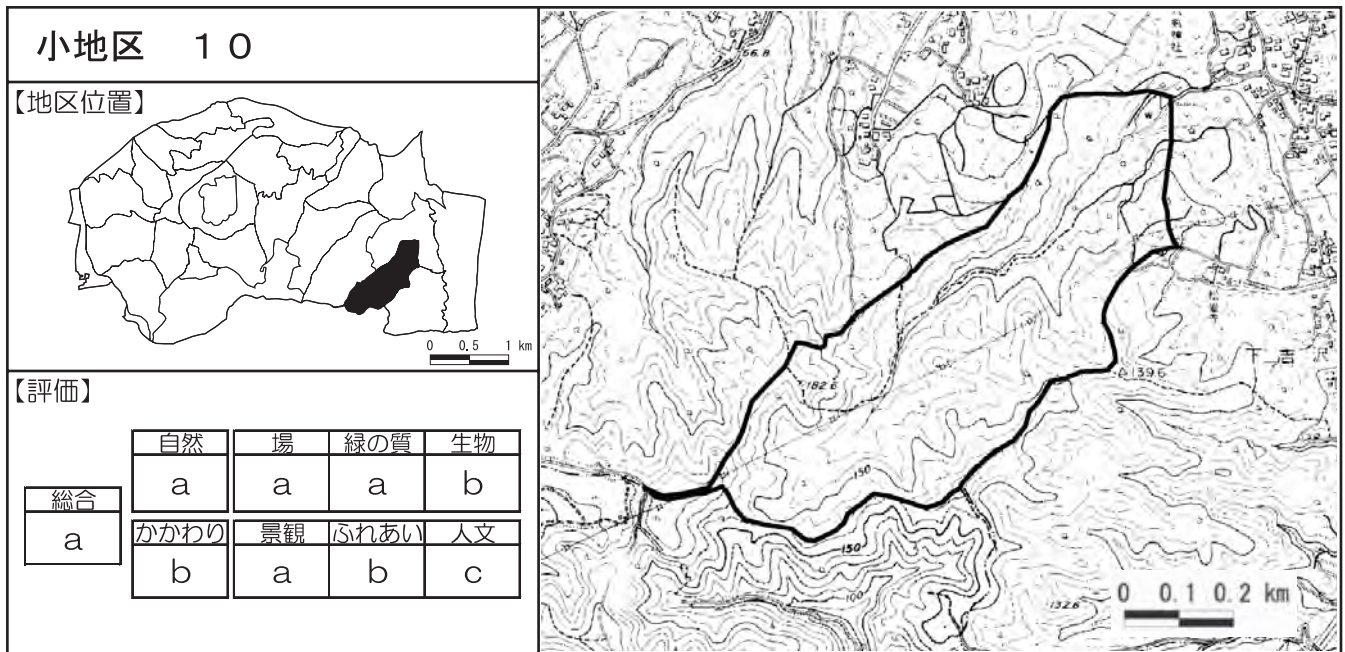 小地区 10
【地区位置】
0 0.5 1 km
【評価】
自然 場 緑の質 生物
a a a b
総合
a
かかわり 景観 ふれあい 人文
b a b c
56.8
182.6
下吉沢
139.6
150
150
100
132.6
0 0.1 0.2 km